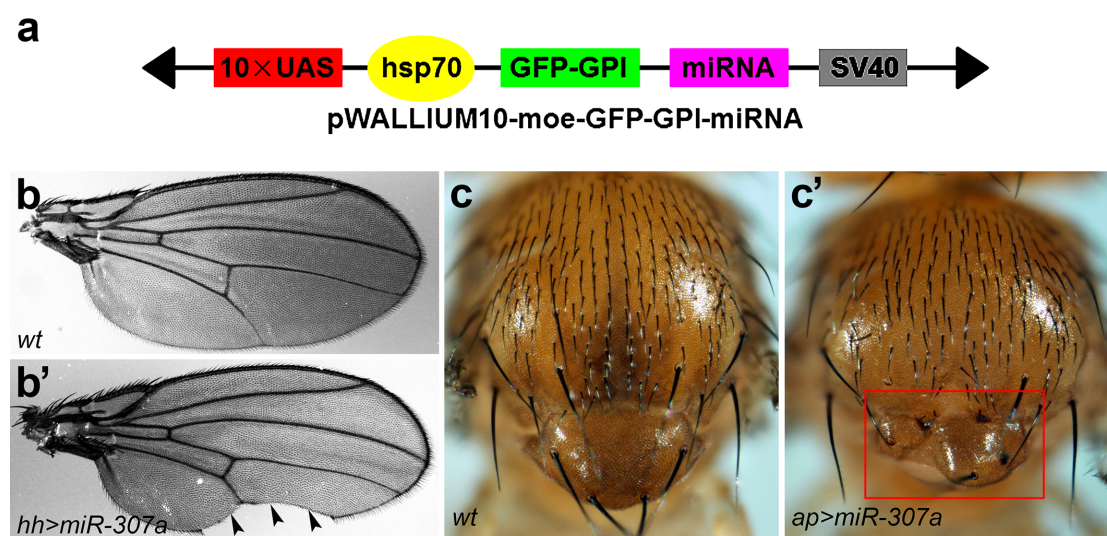 a
10×UAS hsp70 GFP-GPI miRNA SV40
pWALLIUM10-moe-GFP-GPI-miRNA
b
wt
b’
hh>miR-307a
c
wt
c’
ap>miR-307a